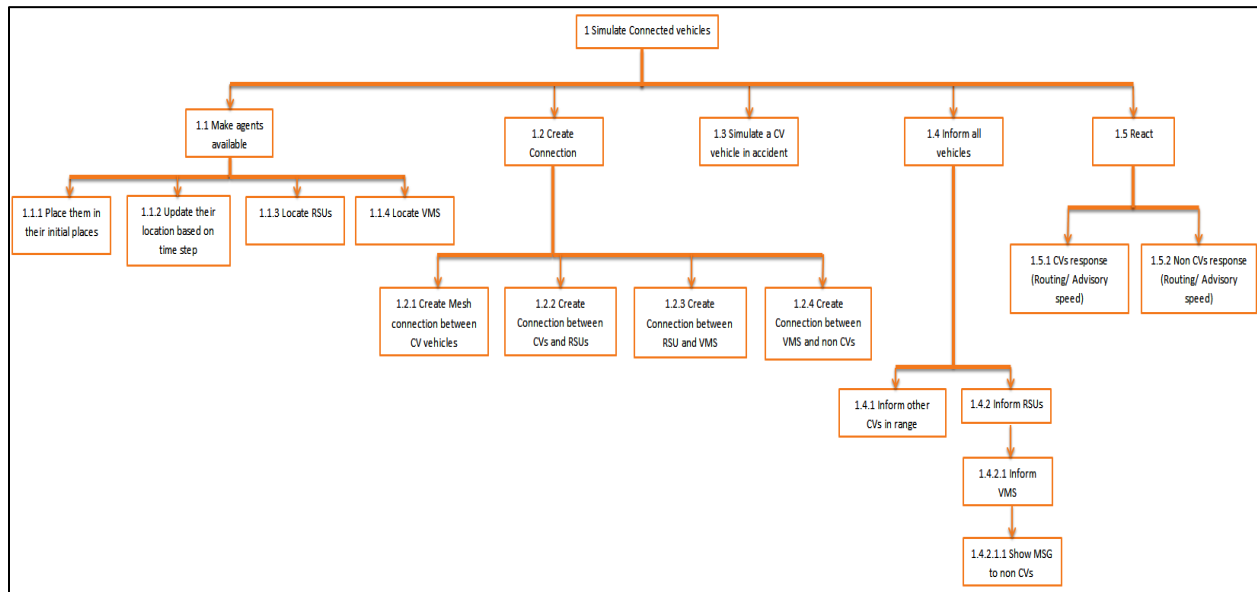 1 Simulate Connected vehicles
1.1 Make agents
available
1.2 Create
Connection
1.3 Simulate a CV
vehicle in accident
1.4 Inform all
vehicles
1.5 React
1.1.1 Place them in
their initial places
1.1.2 Update their
location based on
time step
1.1.3 Locate RSUs
1.1.4 Locate VMS
1.5.1 CVs response
(Routing/ Advisory
speed)
1.5.2 Non CVs response
(Routing/ Advisory
speed)
1.2.1 Create Mesh
connection between
CV vehicles
1.2.2 Create
Connection between
CVs and RSUs
1.2.3 Create
Connection between
RSU and VMS
1.2.4 Create
Connection between
VMS and non CVs
1.4.1 Inform other
CVs in range
1.4.2 Inform RSUs
1.4.2.1 Inform
VMS
1.4.2.1.1 Show MSG
to non CVs